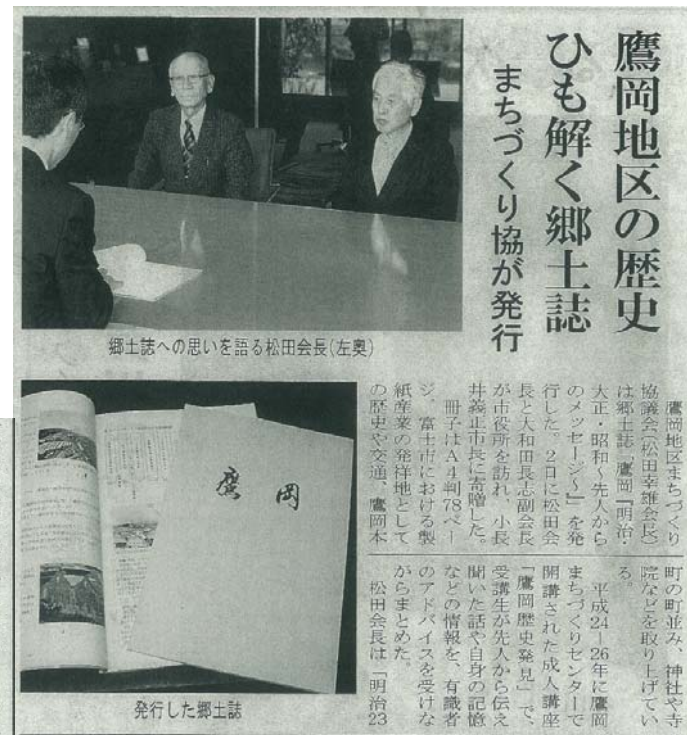 鷹岡地区の歴史
ひも解く郷土誌
まちづくり協が発行
郷土誌への思いを語る松田会長(左奥)
鷹岡地区まちづくり
協議会(松田幸雄会長)
は郷土誌「鷹岡『明治・
大正・昭和〜先人から
のメッセージ〜』を発
行した。2日に松田会
長と大和田長志副会長
が市役所を訪れ、小長
井義正市長に寄贈した。
冊子はA4判78ペー
ジ。富士市における製
紙産業の発祥地として
の歴史や交通、鷹岡本
町の町並み、神社や寺
院などを取り上げてい
る。
平成24—26年に鷹岡
まちづくりセンターで
開講された成人講座
「鷹岡歴史発見」で、
受講生が先人から伝え
聞いた話や自身の記憶
などの情報を、有識者
のアドバイスを受けな
がらまとめた。
松田会長は「明治23
鷹岡
発行した郷土誌